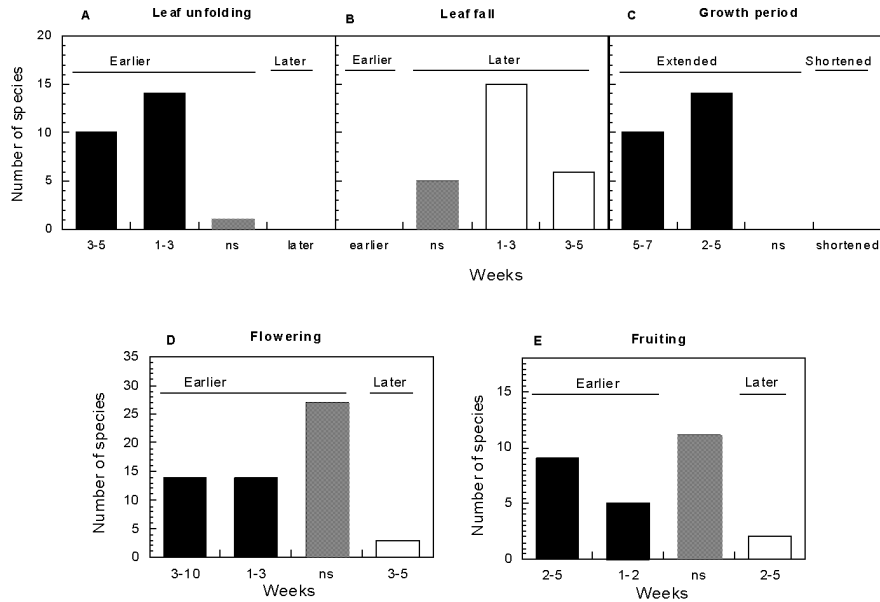 A Leaf unfolding B Leaf fall C Growth period
20
15
10
5
0
Number of species
Earlier Later Earlier Later Extended Shortened
3-5 1-3 ns later earlier ns 1-3 3-5 5-7 2-5 ns shortened
Weeks
D Flowering
35
30
25
20
15
10
5
0
Number of species
Earlier Later
3-10 1-3 ns 3-5
Weeks
E Fruiting
15
10
5
0
Number of species
Earlier Later
2-5 1-2 ns 2-5
Weeks